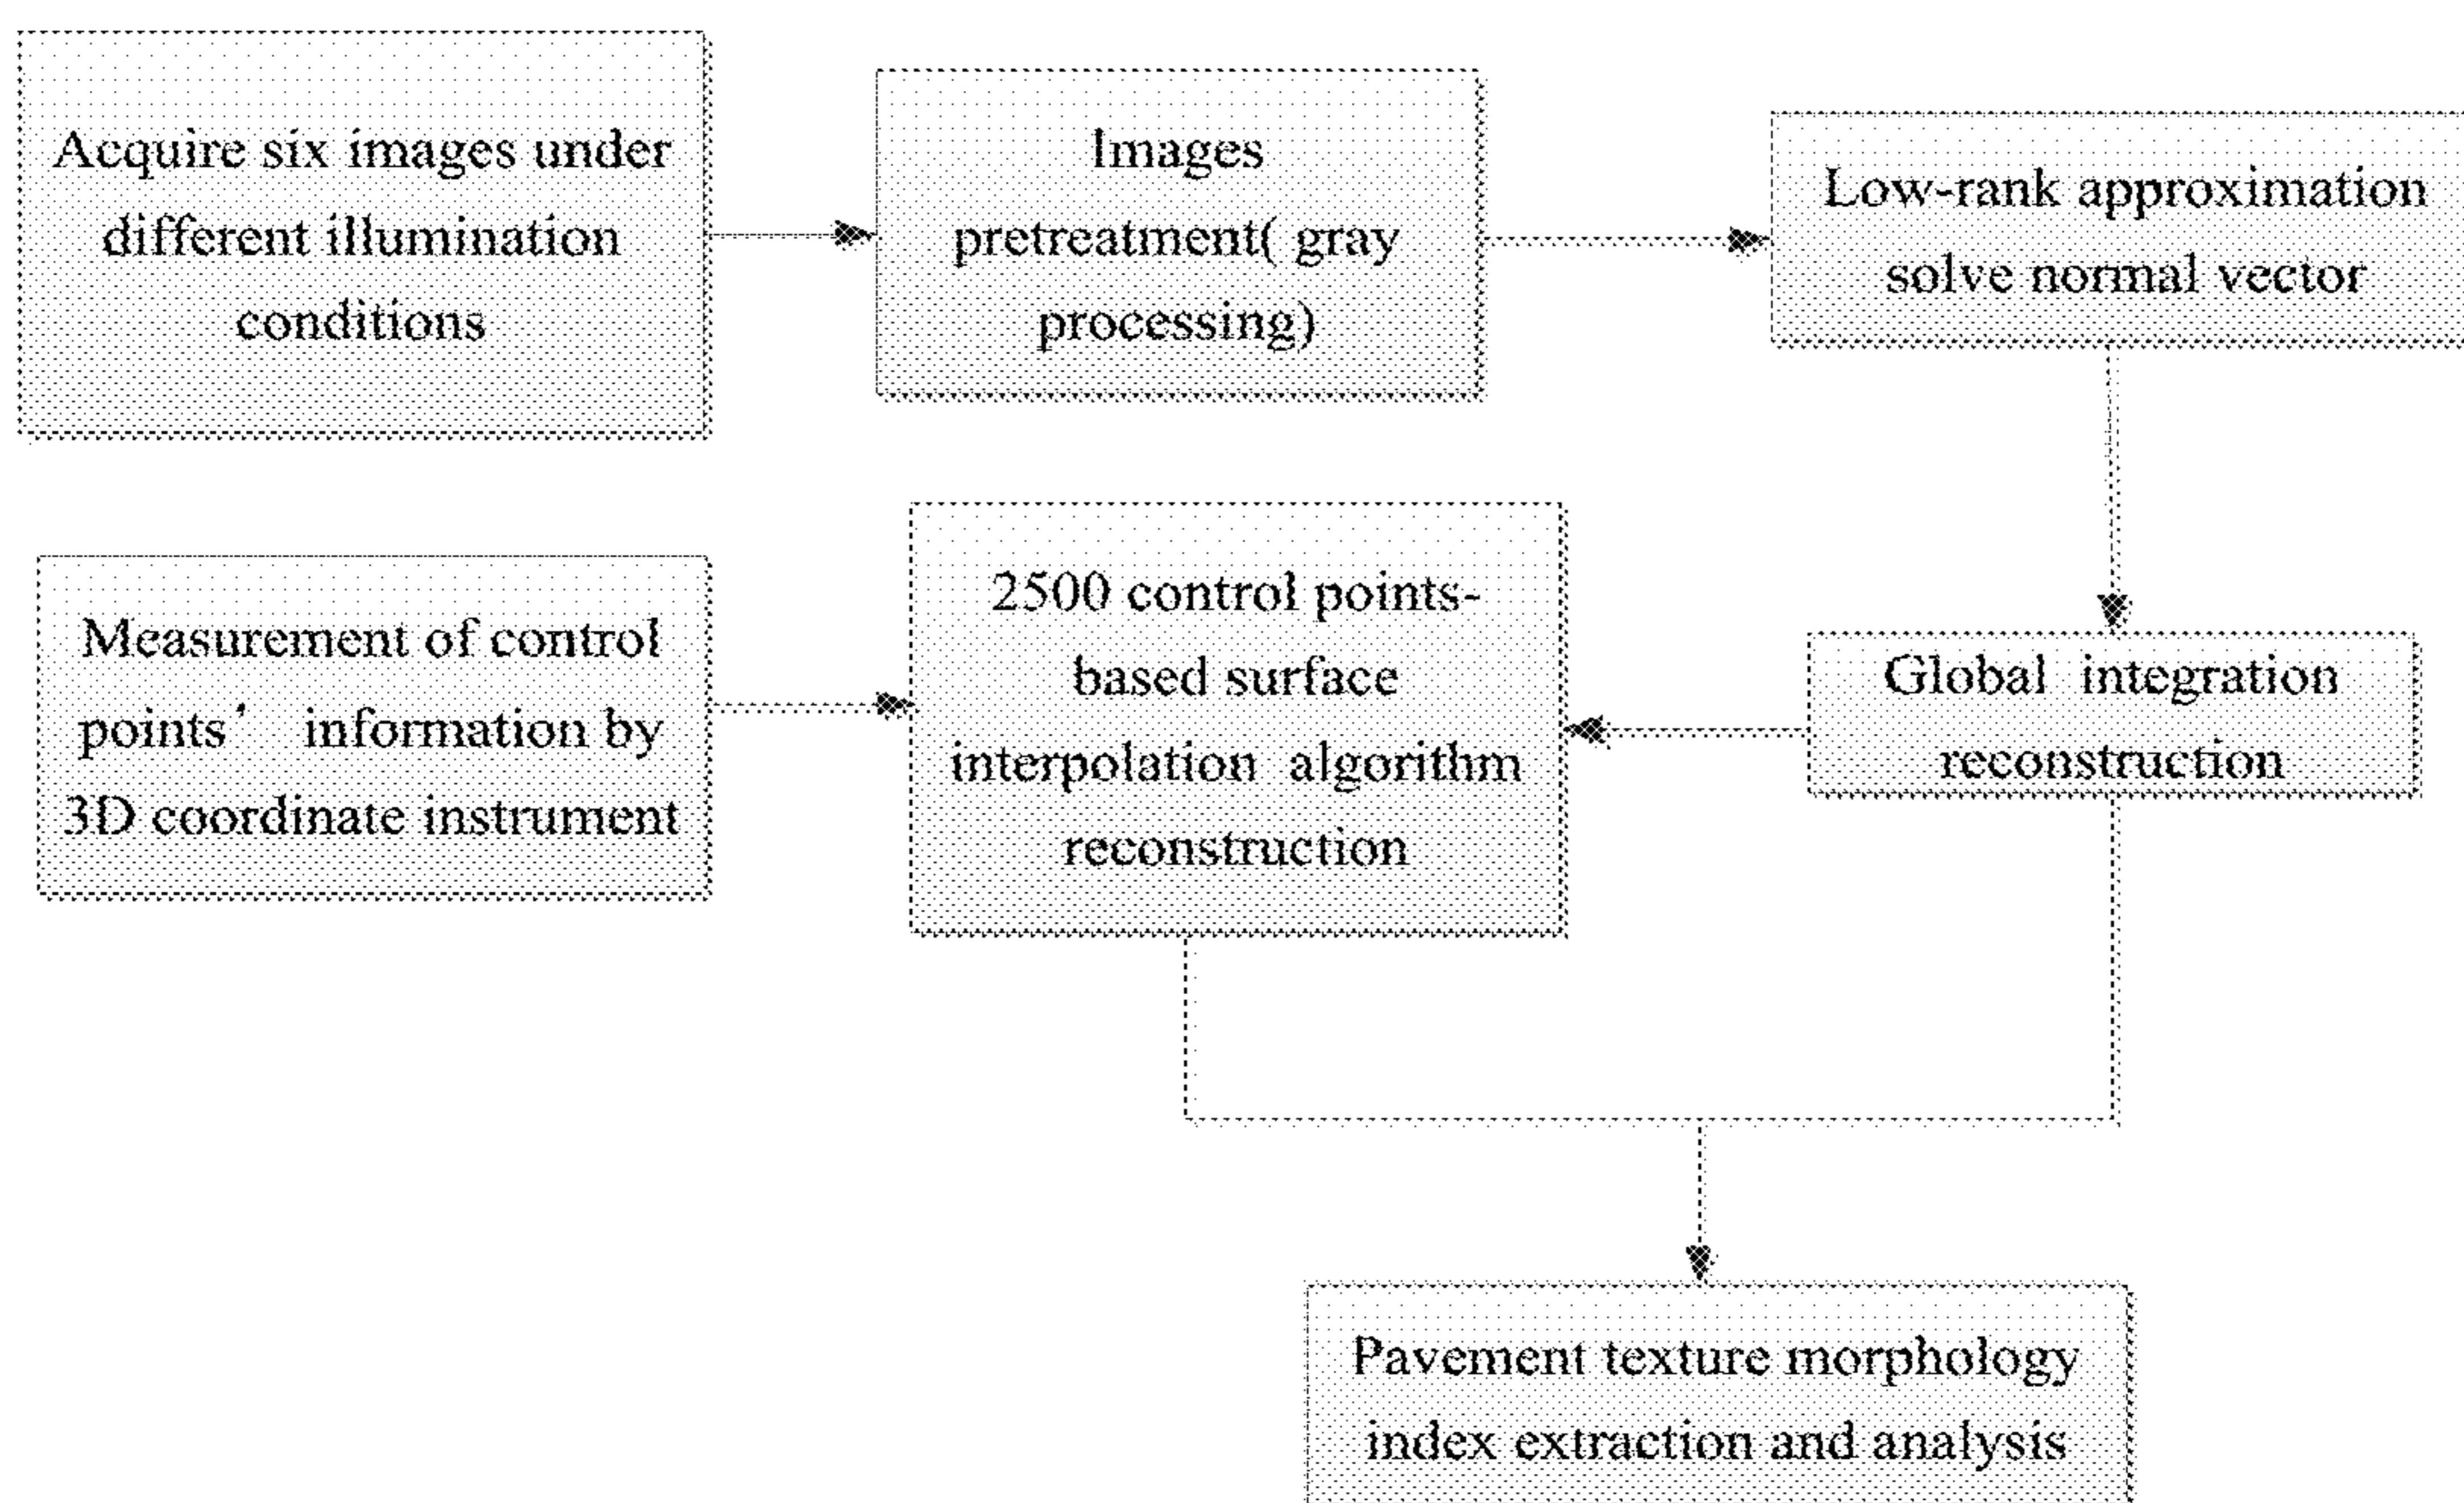 Acquire six images under
different illumination
conditions
Images
pretreatment( gray
processing)
Low-rank approximation
solve normal vector
Measurement of control
points' information by
3D coordinate instrument
2500 control points-
based surface
interpolation algorithm
reconstruction
Global integration
reconstruction
Pavement texture morphology
index extraction and analysis